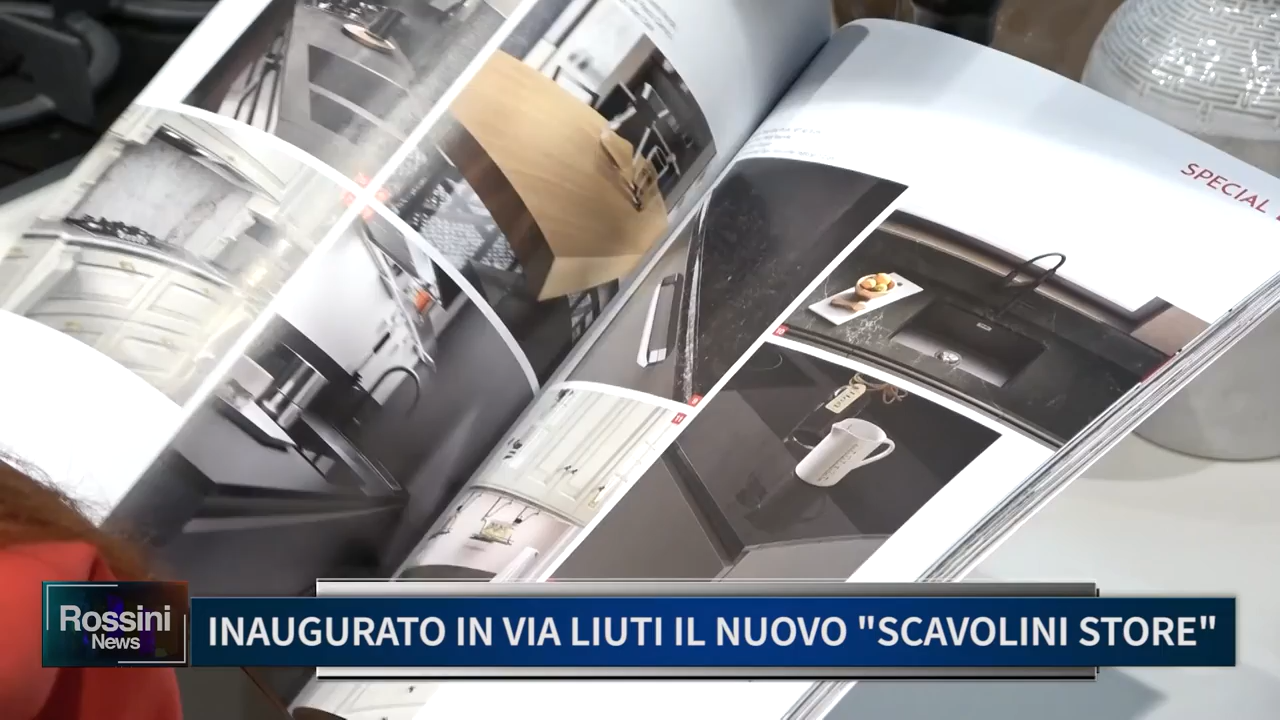 SPECIAL
Rossini
News
INAUGURATO IN VIA LIUTI IL NUOVO "SCAVOLINI STORE"